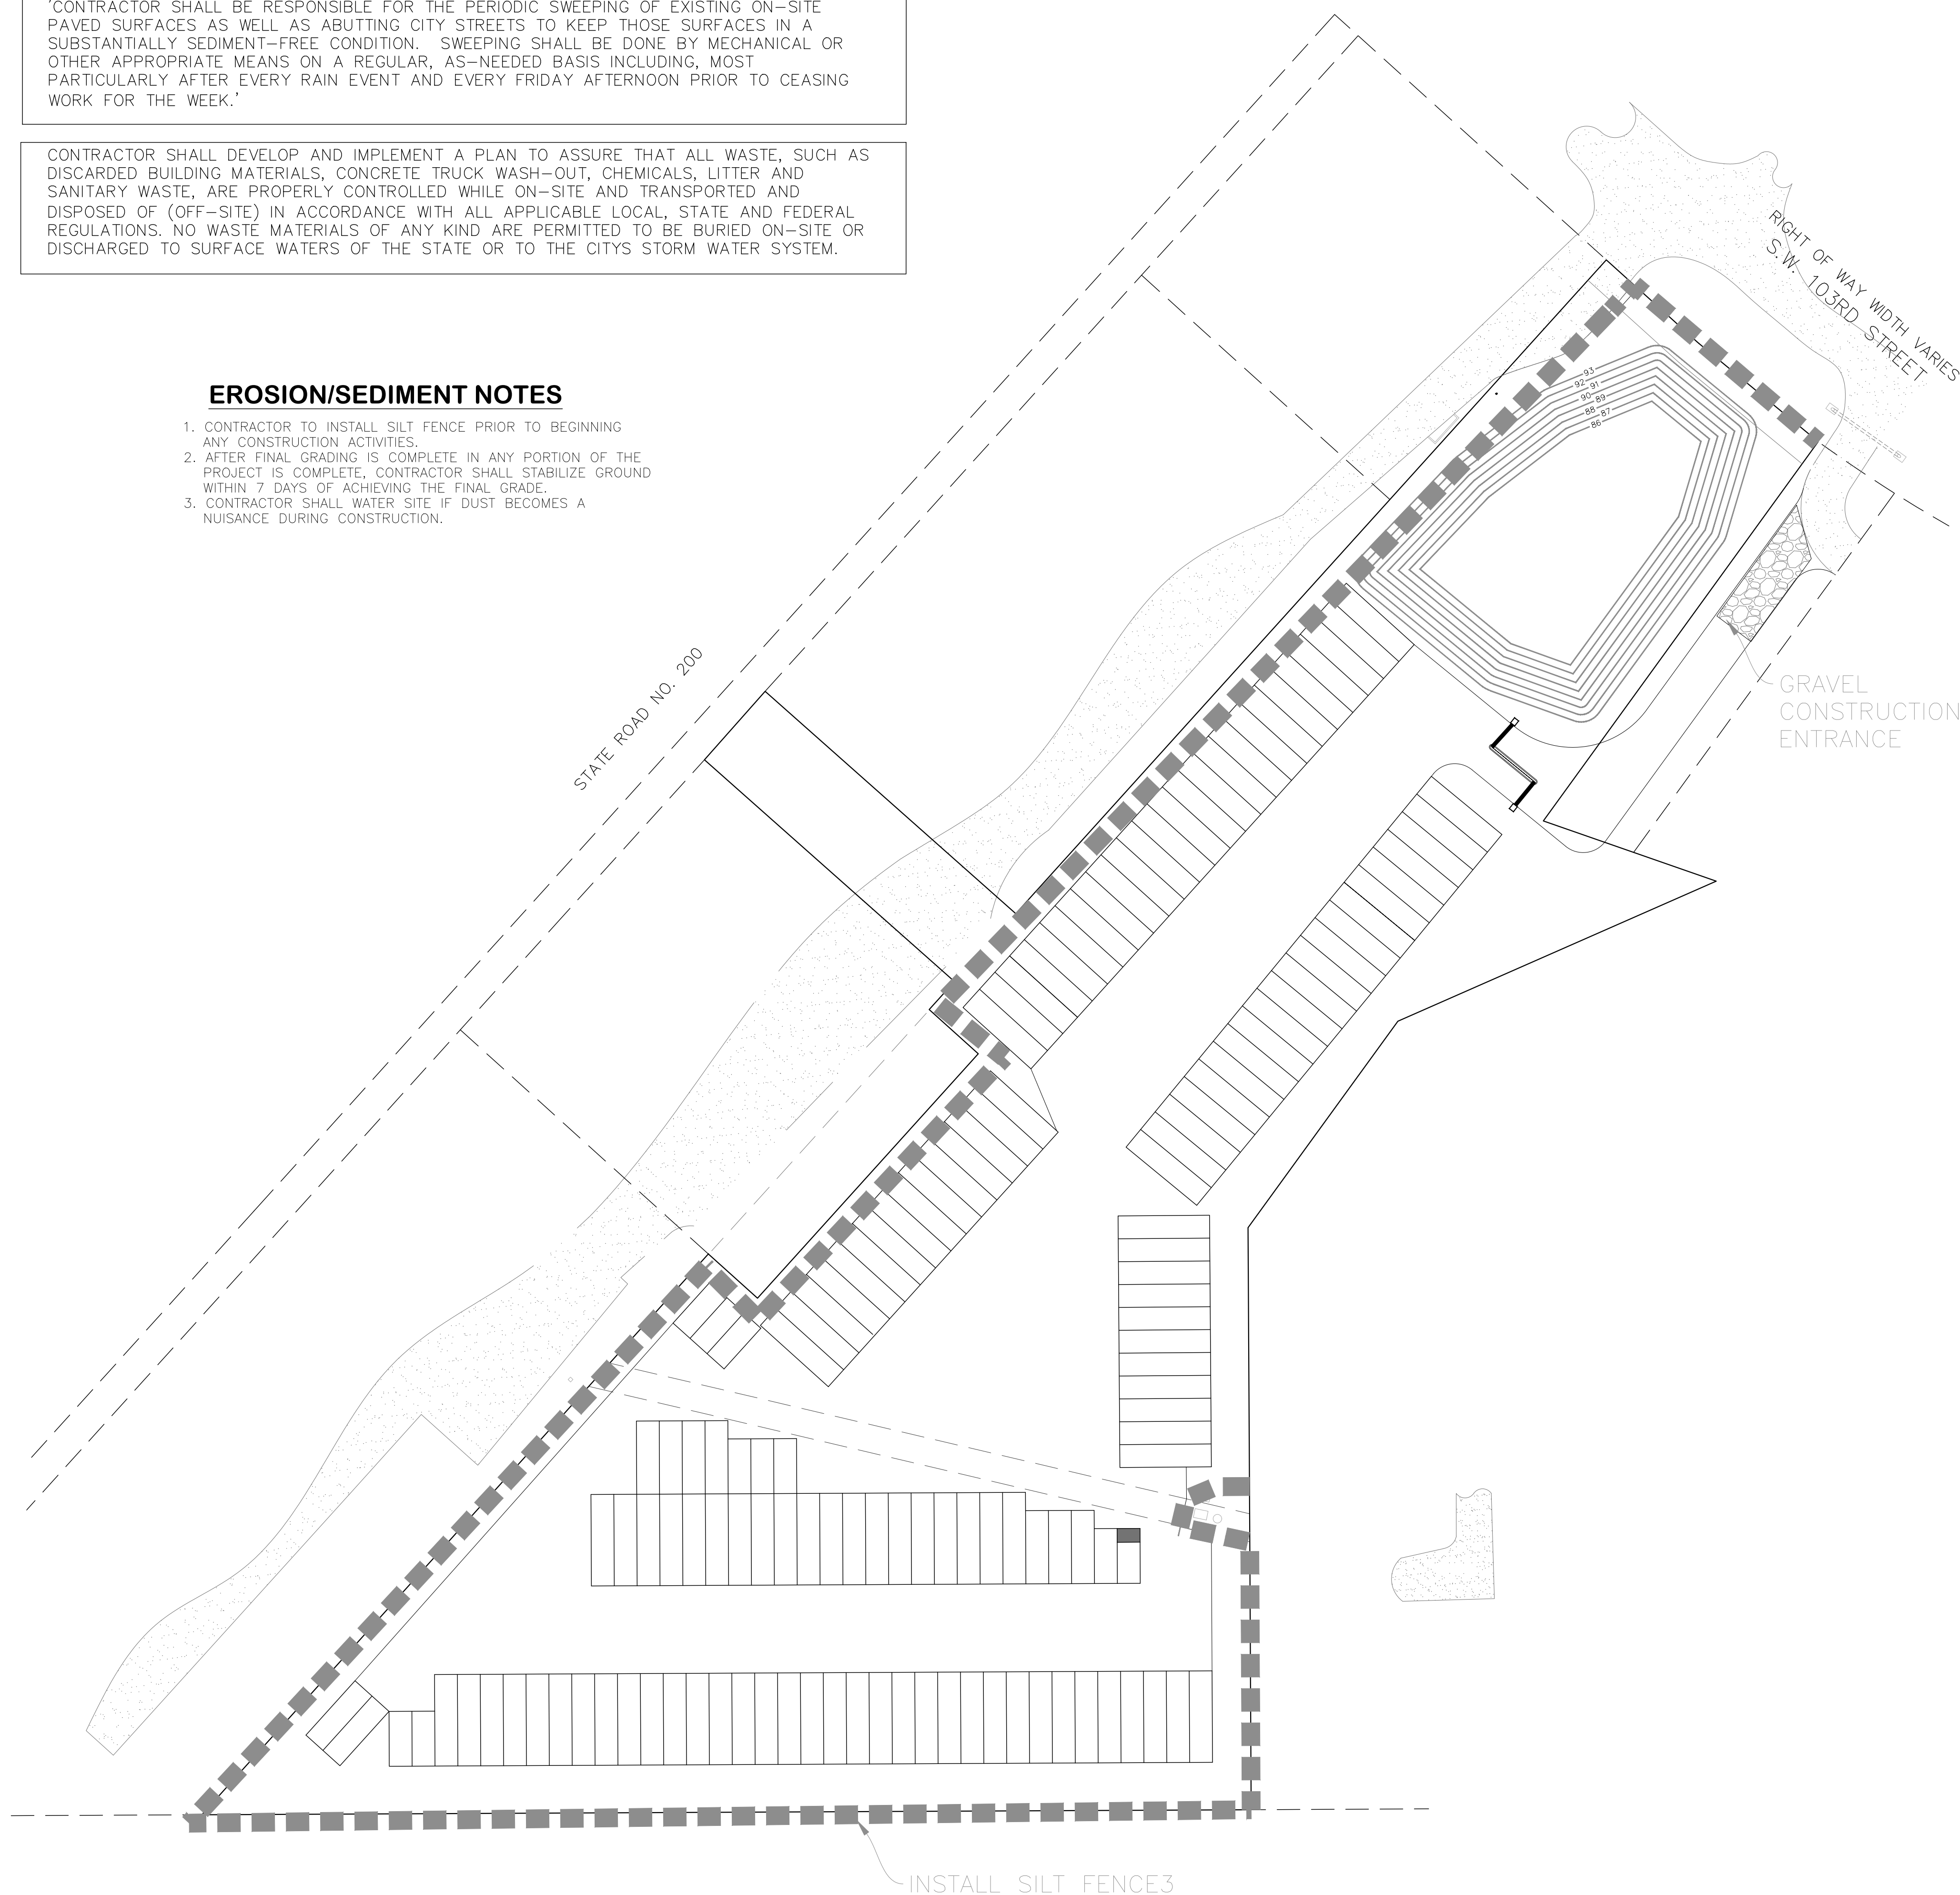 'CONTRACTOR SHALL BE RESPONSIBLE FOR THE PERIODIC SWEEPING OF EXISTING ON-SITE
PAVED SURFACES AS WELL AS ABUTTING CITY STREETS TO KEEP THOSE SURFACES IN A
SUBSTANTIALLY SEDIMENT-FREE CONDITION. SWEEPING SHALL BE DONE BY MECHANICAL OR
OTHER APPROPRIATE MEANS ON A REGULAR, AS-NEEDED BASIS INCLUDING, MOST
PARTICULARLY AFTER EVERY RAIN EVENT AND EVERY FRIDAY AFTERNOON PRIOR TO CEASING
WORK FOR THE WEEK.'
CONTRACTOR SHALL DEVELOP AND IMPLEMENT A PLAN TO ASSURE THAT ALL WASTE, SUCH AS
DISCARDED BUILDING MATERIALS, CONCRETE TRUCK WASH-OUT, CHEMICALS, LITTER AND
SANITARY WASTE, ARE PROPERLY CONTROLLED WHILE ON-SITE AND TRANSPORTED AND
DISPOSED OF (OFF-SITE) IN ACCORDANCE WITH ALL APPLICABLE LOCAL, STATE AND FEDERAL
REGULATIONS. NO WASTE MATERIALS OF ANY KIND ARE PERMITTED TO BE BURIED ON-SITE OR
DISCHARGED TO SURFACE WATERS OF THE STATE OR TO THE CITYS STORM WATER SYSTEM.
EROSION/SEDIMENT NOTES
1. CONTRACTOR TO INSTALL SILT FENCE PRIOR TO BEGINNING
ANY CONSTRUCTION ACTIVITIES.
2. AFTER FINAL GRADING IS COMPLETE IN ANY PORTION OF THE
PROJECT IS COMPLETE, CONTRACTOR SHALL STABILIZE GROUND
WITHIN 7 DAYS OF ACHIEVING THE FINAL GRADE.
3. CONTRACTOR SHALL WATER SITE IF DUST BECOMES A
NUISANCE DURING CONSTRUCTION.
RIGHT OF WAY WIDTH VARIES
S.W. 103RD STREET
93
92
91
90
89
88
87
86
STATE ROAD NO. 200
GRAVEL
CONSTRUCTION
ENTRANCE
INSTALL SILT FENCE3